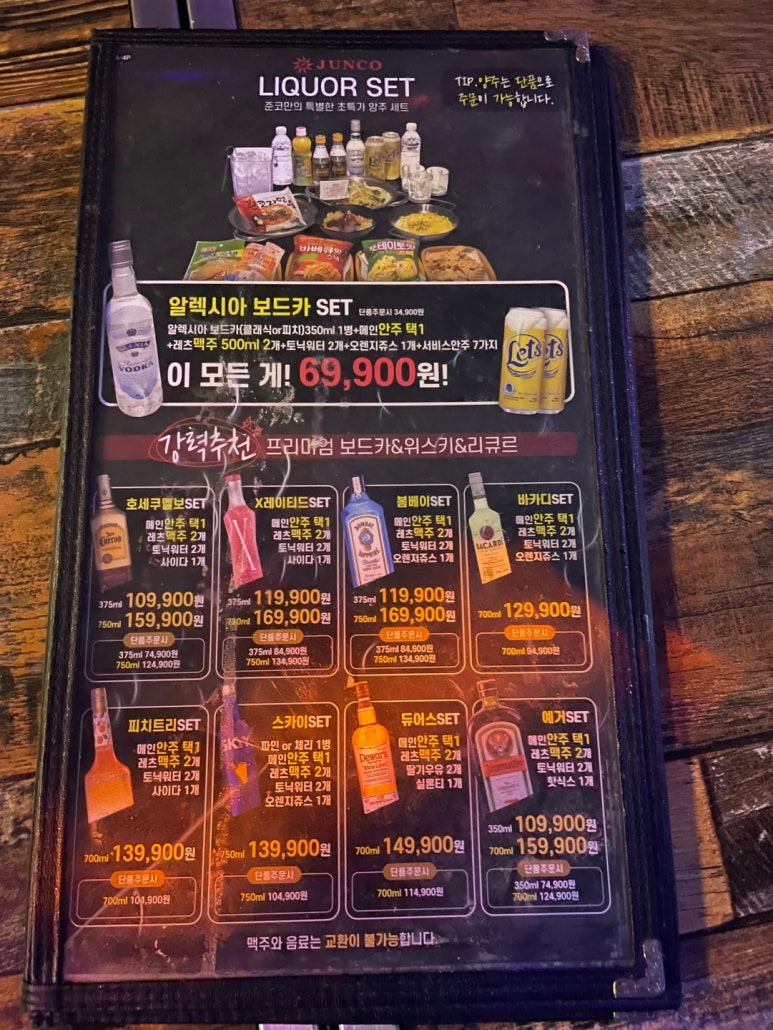 JUNCO
LIQUOR SET
준코만의 특별한 초특가 양주 세트
TIP.양주는 단품으로
주문이 가능합니다.
알렉시아 보드카 SET 단품주문시 34,900원
알렉시아 보드카(클래식or피치)350ml 1병+메인안주 택1
+레츠맥주 500ml 2개+토닉워터 2개+오렌지쥬스 1개+서비스안주 7가지
이 모든 게! 69,900원!
VODKA
Let's
강력추천 프리미엄 보드카&위스키&리큐르
호세쿠엘보SET
메인안주 택1
레츠맥주 2개
토닉워터 2개
사이다 1개
375ml 109,900원
750ml 159,900원
단품주문시
375ml 74,900원
750ml 124,900원
X레이티드SET
메인안주 택1
레츠맥주 2개
토닉워터 2개
사이다 1개
375ml 119,900원
750ml 169,900원
단품주문시
375ml 84,900원
750ml 134,900원
봄베이SET
메인안주 택1
레츠맥주 2개
토닉워터 2개
오렌지쥬스 1개
375ml 119,900원
750ml 169,900원
단품주문시
375ml 84,900원
750ml 134,900원
바카디SET
메인안주 택1
레츠맥주 2개
토닉워터 2개
오렌지쥬스 1개
700ml 129,900원
단품주문시
700ml 94,900원
피치트리SET
메인안주 택1
레츠맥주 2개
토닉워터 2개
사이다 1개
700ml 139,900원
단품주문시
700ml 104,900원
스카이SET
파인 or 체리 1병
메인안주 택1
레츠맥주 2개
토닉워터 2개
오렌지쥬스 1개
750ml 139,900원
단품주문시
750ml 104,900원
듀어스SET
메인안주 택1
레츠맥주 2개
딸기우유 2개
실론티 1개
700ml 149,900원
단품주문시
700ml 114,900원
예거SET
메인안주 택1
레츠맥주 2개
토닉워터 2개
핫식스 1개
350ml 109,900원
700ml 159,900원
단품주문시
350ml 74,900원
700ml 124,900원
맥주와 음료는 교환이 불가능합니다.